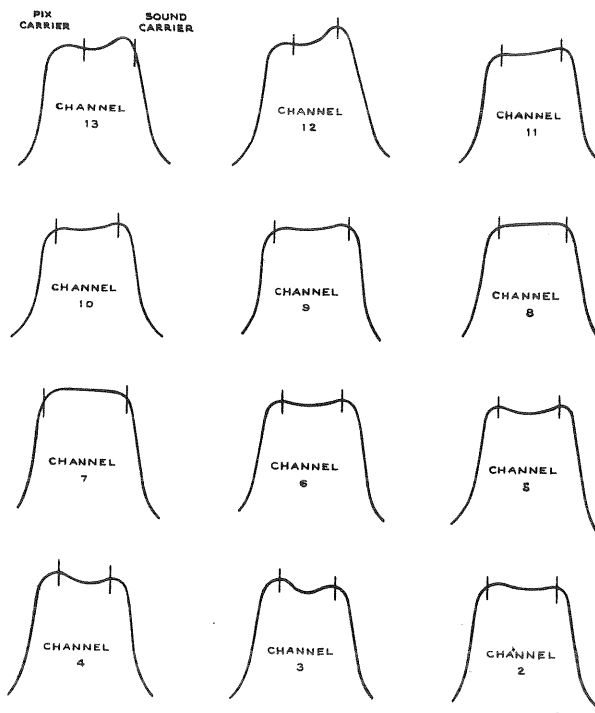 PIX
CARRIER
SOUND
CARRIER
CHANNEL
13
CHANNEL
12
CHANNEL
11
CHANNEL
10
CHANNEL
9
CHANNEL
8
CHANNEL
7
CHANNEL
6
CHANNEL
5
CHANNEL
4
CHANNEL
3
CHANNEL
2